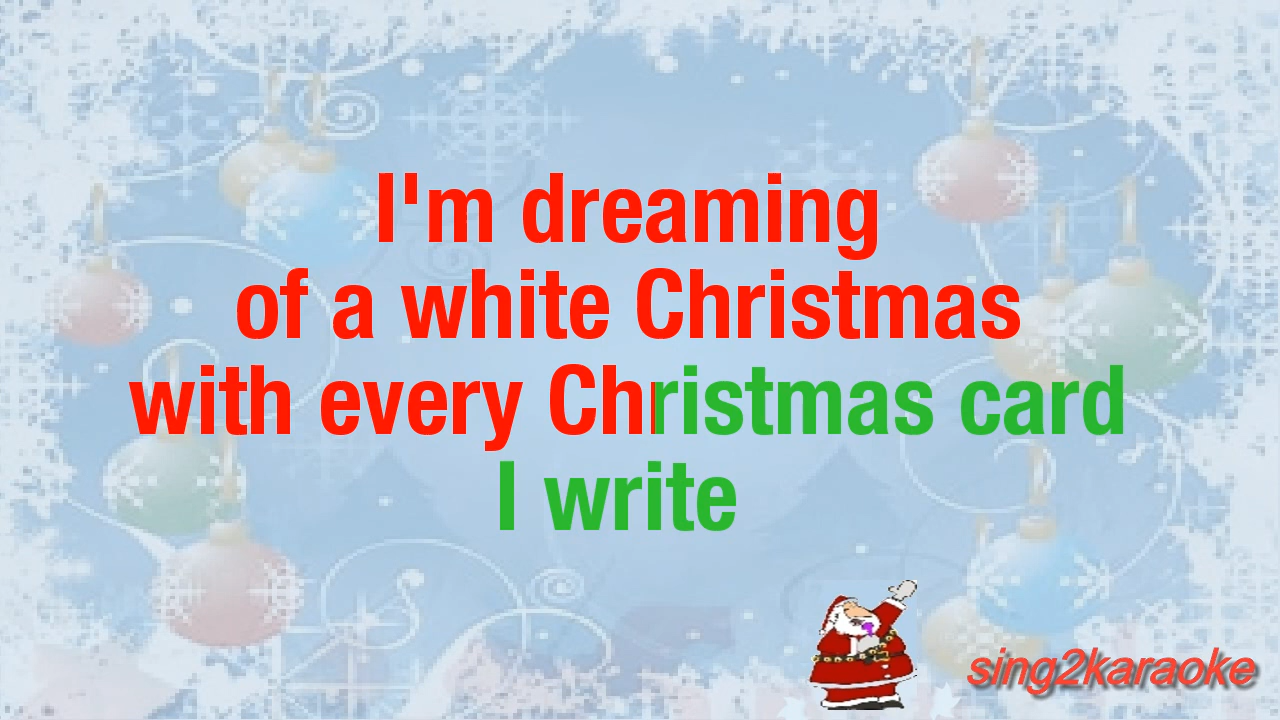 I'm dreaming
of a white Christmas
with every Christmas card
I write
sing2karaoke